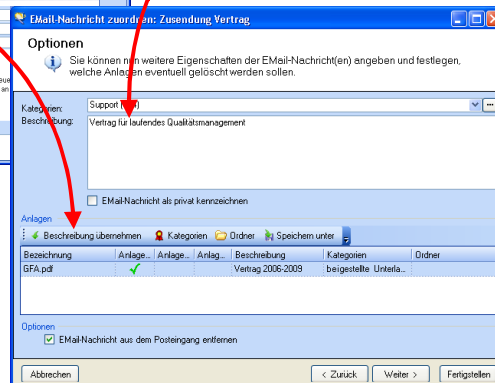 EMail-Nachricht zuordnen: Zusendung Vertrag
Optionen
Sie können nun weitere Eigenschaften der EMail-Nachricht(en) angeben und festlegen,
welche Anlagen eventuell gelöscht werden sollen.
Kategorien:
Support
Beschreibung:
Vertrag für laufendes Qualitätsmanagement
EMail-Nachricht als privat kennzeichnen
Anlagen
Beschreibung übernehmen Kategorien Ordner Speichern unter
Bezeichnung Anlage... Anlage... Anlag... Beschreibung Kategorien Ordner
GFA.pdf Vertrag 2006-2009 beigestellte Unterla...
Optionen
EMail-Nachricht aus dem Posteingang entfernen
Abbrechen < Zurück Weiter > Fertigstellen